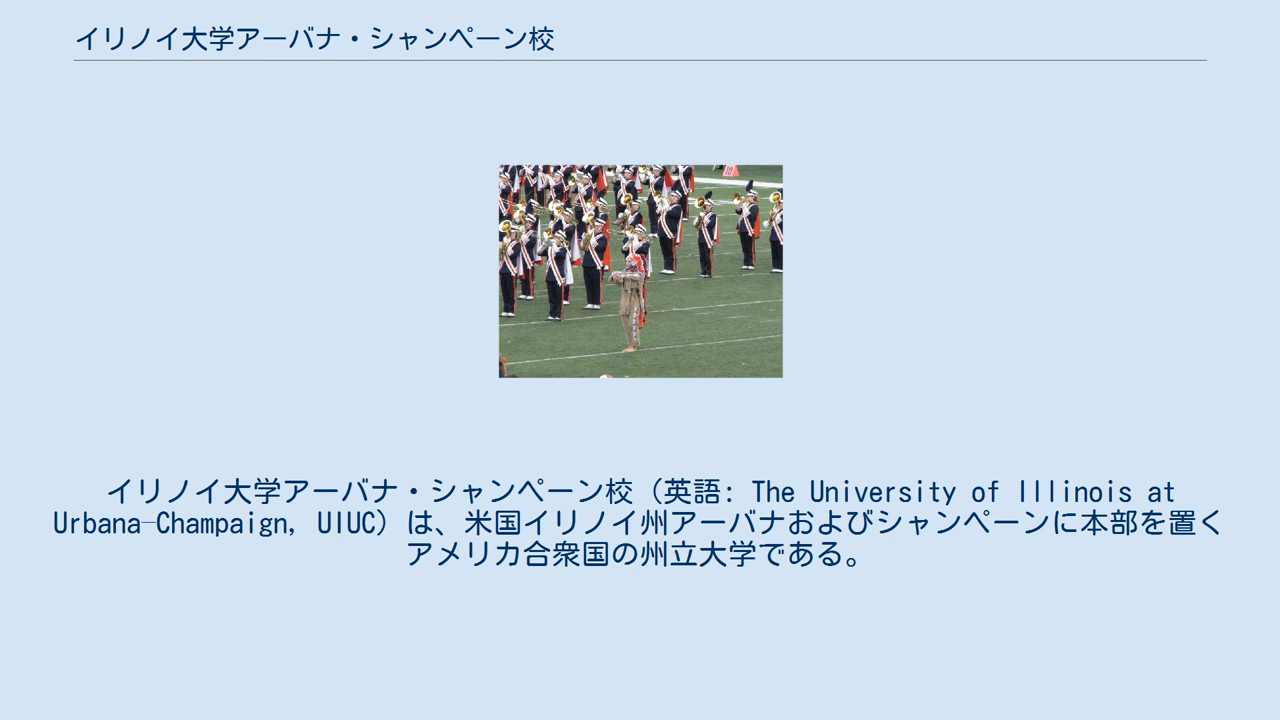 イリノイ大学アーバナ・シャンペーン校
イリノイ大学アーバナ・シャンペーン校（英語: The University of Illinois at
Urbana–Champaign, UIUC）は、米国イリノイ州アーバナおよびシャンペーンに本部を置く
アメリカ合衆国の州立大学である。